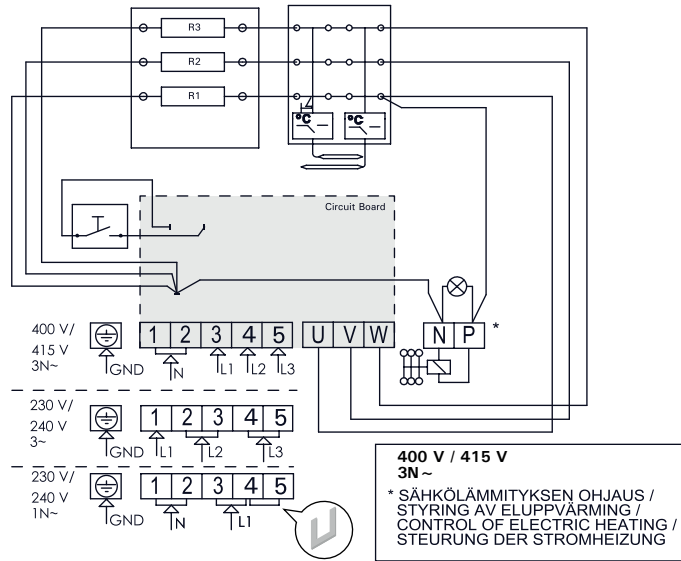 R3
R2
R1
°C °C
Circuit Board
400 V/
415 V
3N~
GND
1 2 3 4 5 U V W N P *
N L1 L2 L3
230 V/
240 V
3~
GND
1 2 3 4 5
L1 L2 L3
230 V/
240 V
1N~
GND
1 2 3 4 5
N L1
400 V / 415 V
3N~
* SÄHKÖLÄMMITYKSEN OHJAUS /
STYRING AV ELUPPVÄRMING /
CONTROL OF ELECTRIC HEATING /
STEURUNG DER STROMHEIZUNG